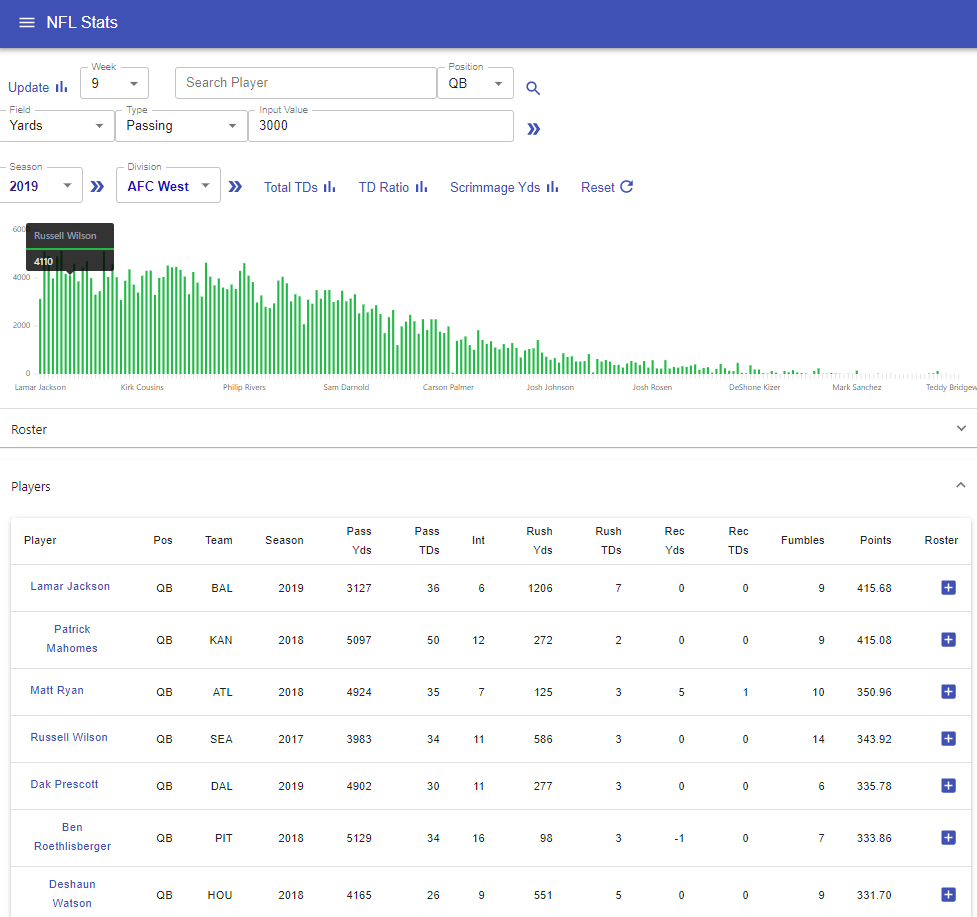 NFL Stats
Week
Update
9
Search Player
Position
QB
Field
Yards
Type
Passing
Input Value
3000
Season
2019
Division
AFC West
Total TDs
TD Ratio
Scrimmage Yds
Reset
6000
Russell Wilson
4110
4000
2000
0
Lamar Jackson Kirk Cousins Philip Rivers Sam Darnold Carson Palmer Josh Johnson Josh Rosen DeShone Kizer Mark Sanchez Teddy Bridgew
Roster
Players
Player Pos Team Season Pass Yds Pass TDs Int Rush Yds Rush TDs Rec Yds Rec TDs Fumbles Points Roster
Lamar Jackson QB BAL 2019 3127 36 6 1206 7 0 0 9 415.68
Patrick Mahomes QB KAN 2018 5097 50 12 272 2 0 0 9 415.08
Matt Ryan QB ATL 2018 4924 35 7 125 3 5 1 10 350.96
Russell Wilson QB SEA 2017 3983 34 11 586 3 0 0 14 343.92
Dak Prescott QB DAL 2019 4902 30 11 277 3 0 0 6 335.78
Ben Roethlisberger QB PIT 2018 5129 34 16 98 3 -1 0 7 333.86
Deshaun Watson QB HOU 2018 4165 26 9 551 5 0 0 9 331.70